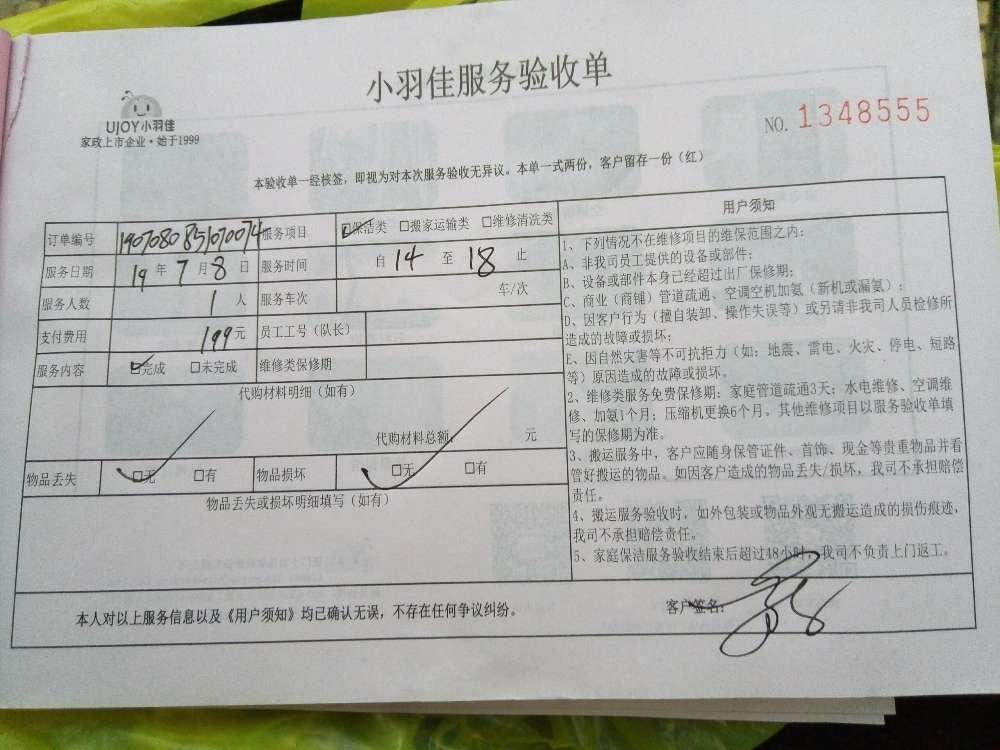 小羽佳服务验收单
UJOY小羽佳
家政上市企业·始于1999
NO. 1348555
本验收单一经核签，即视为对本次服务验收无异议。本单一式两份，客户留存一份（红）
订单编号 1907080851070074 服务项目 ☑保洁类 □搬家运输类 □维修清洗类
服务日期 19 年 7 月 8 日 服务时间 自 14 至 18 止
服务人数 1 人 服务车次 车/次
支付费用 199元 员工工号（队长）
服务内容 ☑完成 □未完成 维修类保修期
代购材料明细（如有）
代购材料总额： 元
物品丢失 ☑无 □有 物品损坏 ☑无 □有
物品丢失或损坏明细填写（如有）
用户须知
1、下列情况不在维修项目的维保范围之内：
A、非我司员工提供的设备或部件；
B、设备或部件本身已经超过出厂保修期；
C、商业（商铺）管道疏通、空调空机加氨（新机或漏氨）；
D、因客户行为（擅自装卸、操作失误等）或另请非我司人员检修所
造成的故障或损坏；
E、因自然灾害等不可抗拒力（如：地震、雷电、火灾、停电、短路
等）原因造成的故障或损坏。
2、维修类服务免费保修期：家庭管道疏通3天；水电维修、空调维
修、加氨1个月；压缩机更换6个月。其他维修项目以服务验收单填
写的保修期为准。
3、搬运服务中，客户应随身保管证件、首饰、现金等贵重物品并看
管好搬运的物品。如因客户造成的物品丢失/损坏，我司不承担赔偿
责任。
4、搬运服务验收时，如外包装或物品外观无搬运造成的损伤痕迹，
我司不承担赔偿责任。
5、家庭保洁服务验收结束后超过48小时，我司不负责上门返工。
本人对以上服务信息以及《用户须知》均已确认无误，不存在任何争议纠纷。
客户签名：